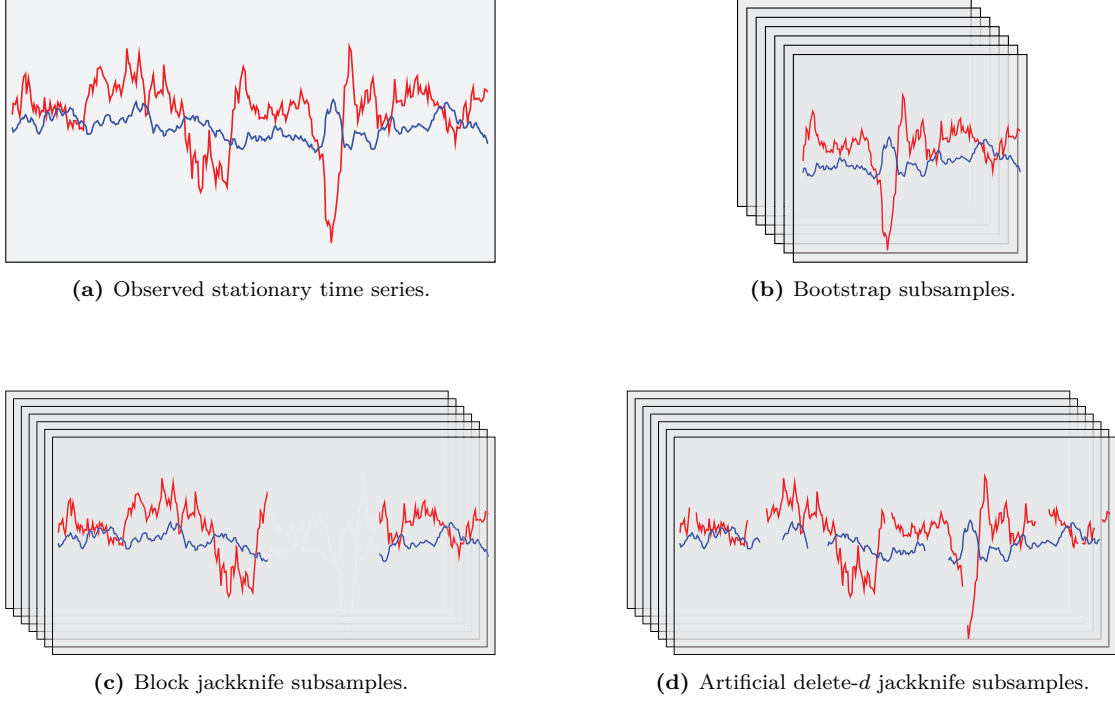 (a) Observed stationary time series.
(b) Bootstrap subsamples.
(c) Block jackknife subsamples.
(d) Artificial delete-d jackknife subsamples.